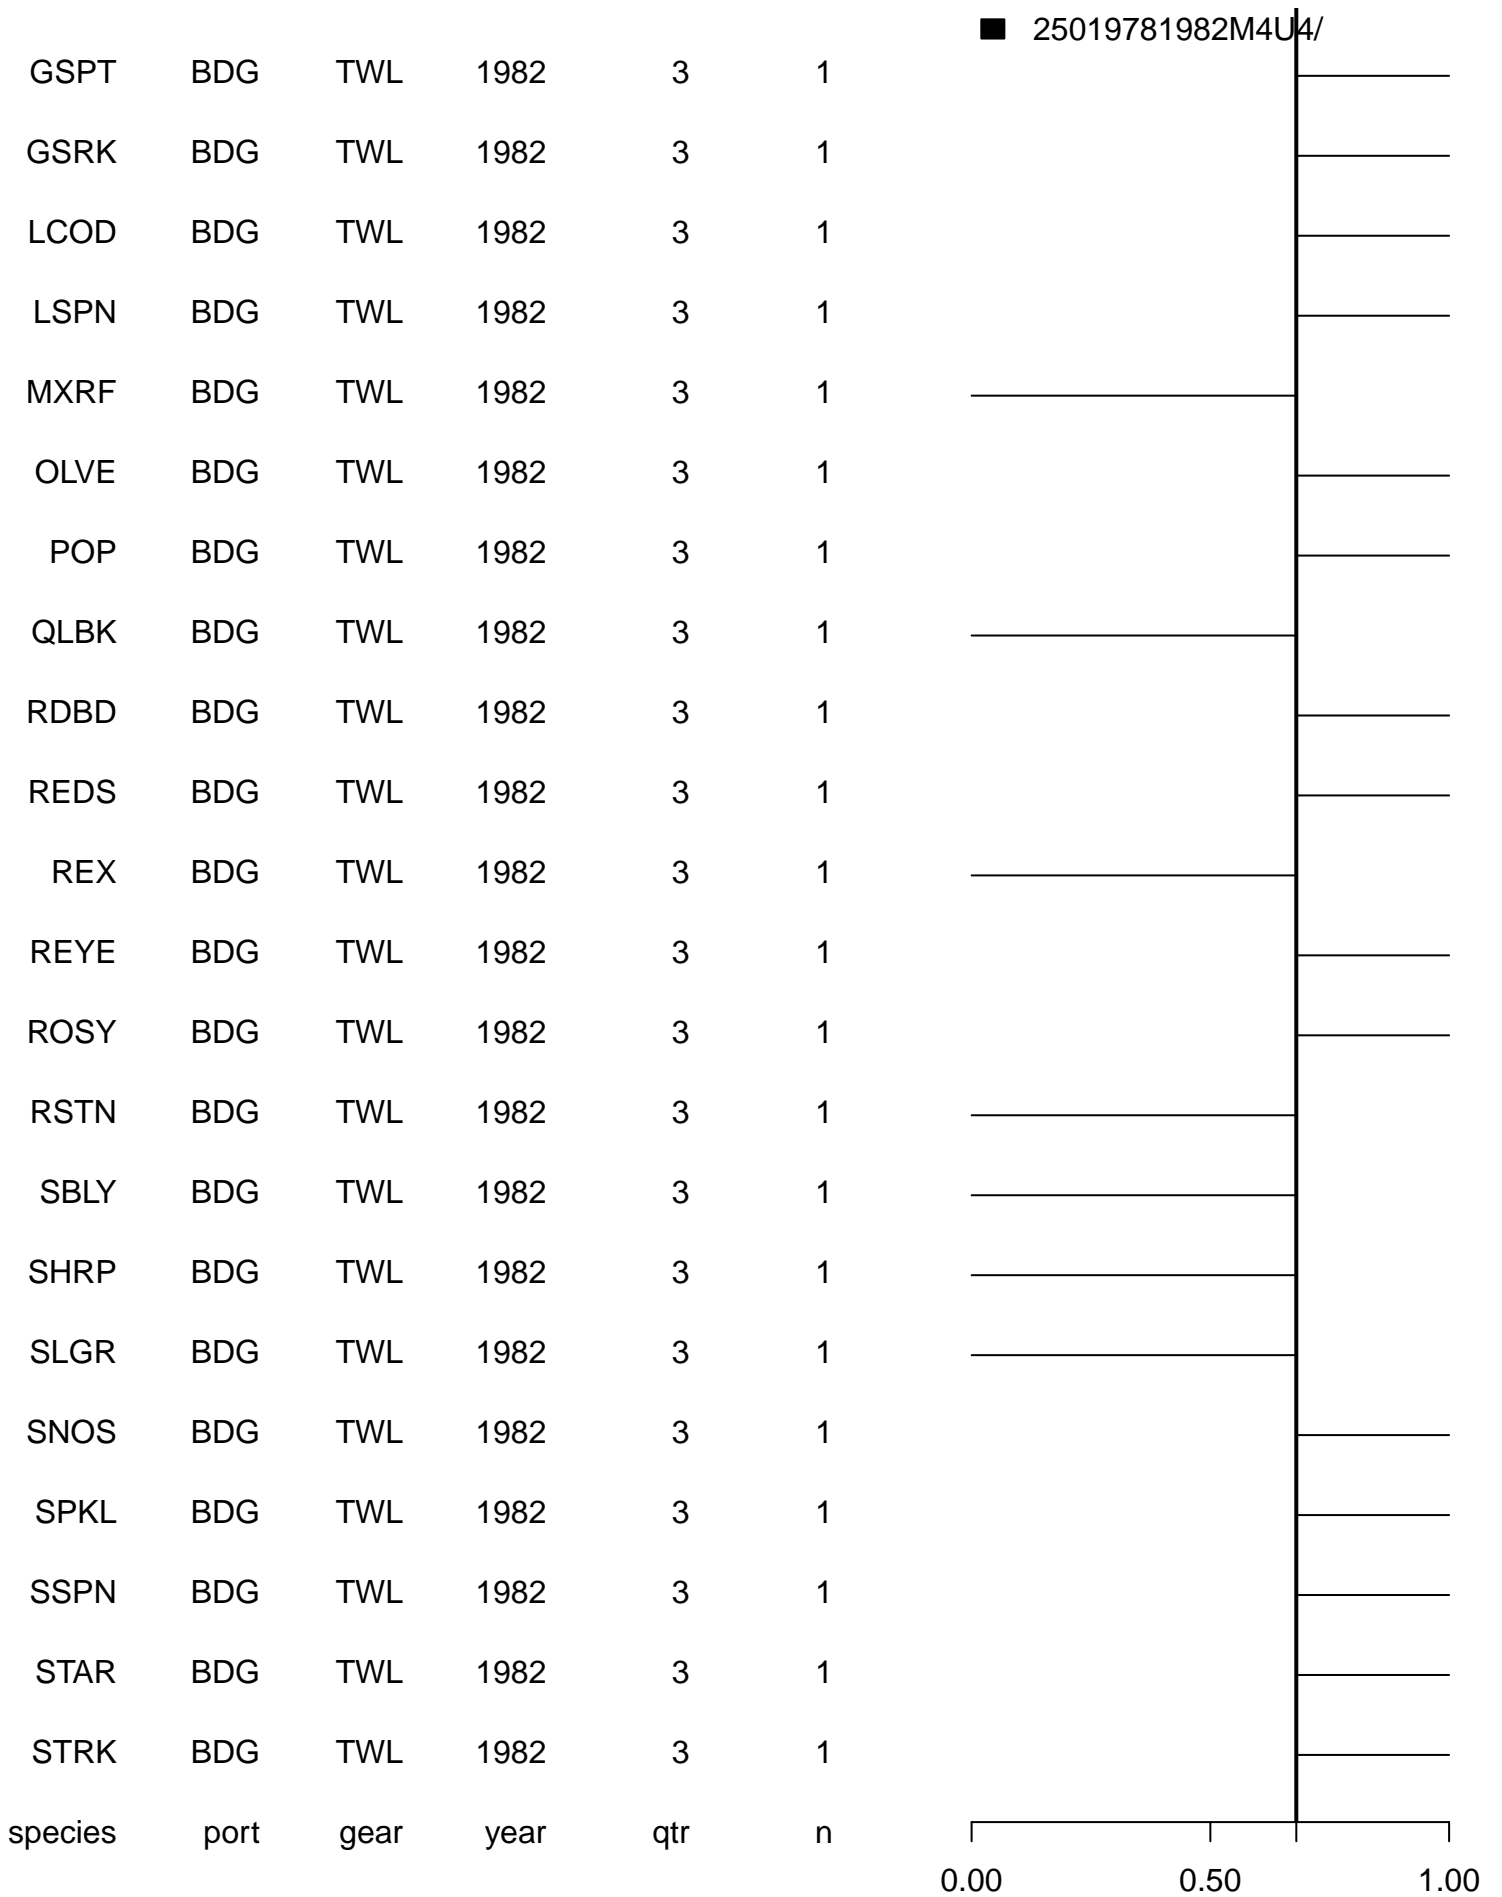 25019781982M4U4/
GSPT BDG TWL 1982 3 1
GSRK BDG TWL 1982 3 1
LCOD BDG TWL 1982 3 1
LSPN BDG TWL 1982 3 1
MXRF BDG TWL 1982 3 1
OLVE BDG TWL 1982 3 1
POP BDG TWL 1982 3 1
QLBK BDG TWL 1982 3 1
RDBD BDG TWL 1982 3 1
REDS BDG TWL 1982 3 1
REX BDG TWL 1982 3 1
REYE BDG TWL 1982 3 1
ROSY BDG TWL 1982 3 1
RSTN BDG TWL 1982 3 1
SBLY BDG TWL 1982 3 1
SHRP BDG TWL 1982 3 1
SLGR BDG TWL 1982 3 1
SNOS BDG TWL 1982 3 1
SPKL BDG TWL 1982 3 1
SSPN BDG TWL 1982 3 1
STAR BDG TWL 1982 3 1
STRK BDG TWL 1982 3 1
species port gear year qtr n
0.00 0.50 1.00